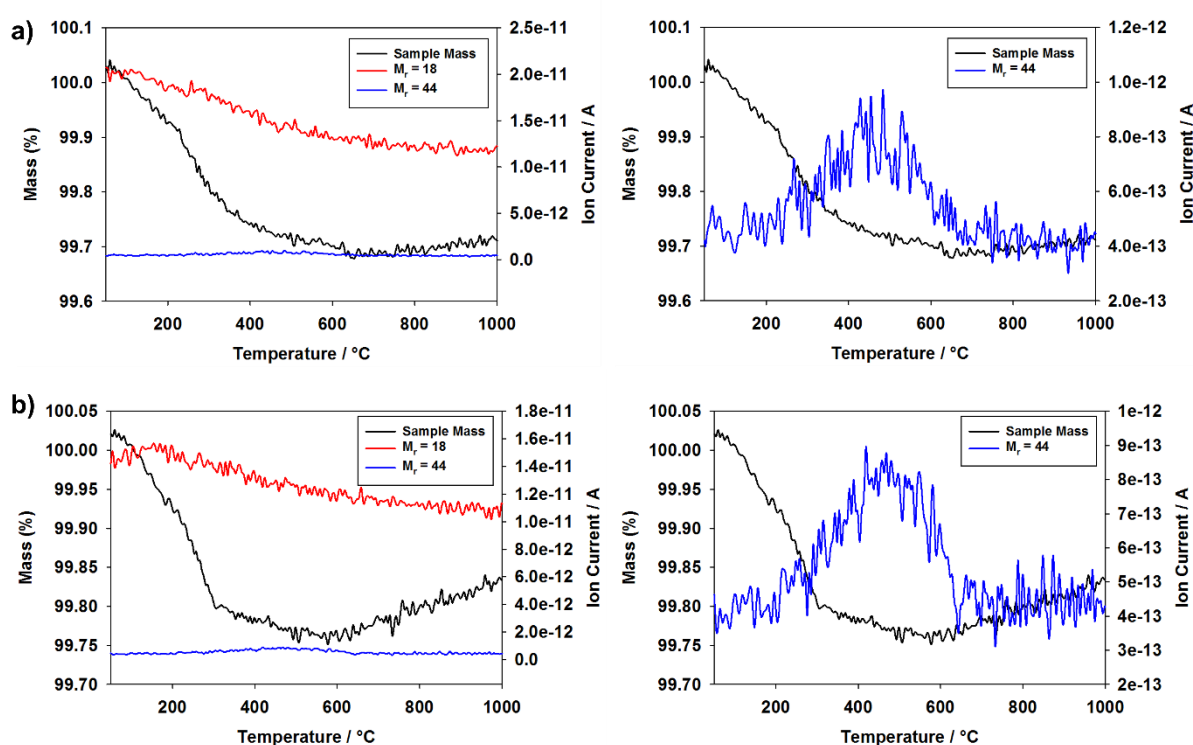 a)
100.1
100.0
99.9
99.8
99.7
99.6
Mass (%)
2.5e-11
2.0e-11
1.5e-11
1.0e-11
5.0e-12
0.0
Ion Current / A
Sample Mass
Mr = 18
Mr = 44
200 400 600 800 1000
Temperature / °C
100.1
100.0
99.9
99.8
99.7
99.6
Mass (%)
1.2e-12
1.0e-12
8.0e-13
6.0e-13
4.0e-13
2.0e-13
Ion Current / A
Sample Mass
Mr = 44
200 400 600 800 1000
Temperature / °C
b)
100.05
100.00
99.95
99.90
99.85
99.80
99.75
99.70
Mass (%)
1.8e-11
1.6e-11
1.4e-11
1.2e-11
1.0e-11
8.0e-12
6.0e-12
4.0e-12
2.0e-12
0.0
Ion Current / A
Sample Mass
Mr = 18
Mr = 44
200 400 600 800 1000
Temperature / °C
100.05
100.00
99.95
99.90
99.85
99.80
99.75
99.70
Mass (%)
1e-12
9e-13
8e-13
7e-13
6e-13
5e-13
4e-13
3e-13
2e-13
Ion Current / A
Sample Mass
Mr = 44
200 400 600 800 1000
Temperature / °C